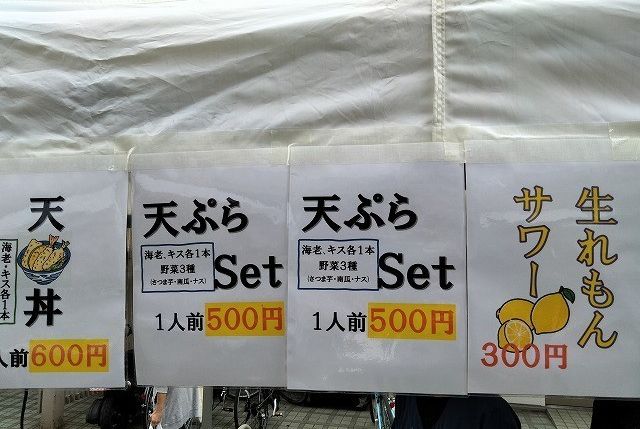 天丼
海老・キス各1本
人前600円
天ぷら
海老、キス各1本
野菜3種
(さつま芋・南瓜・ナス)
Set
1人前500円
天ぷら
海老、キス各1本
野菜3種
(さつま芋・南瓜・ナス)
Set
1人前500円
生れもん
サワー
300円